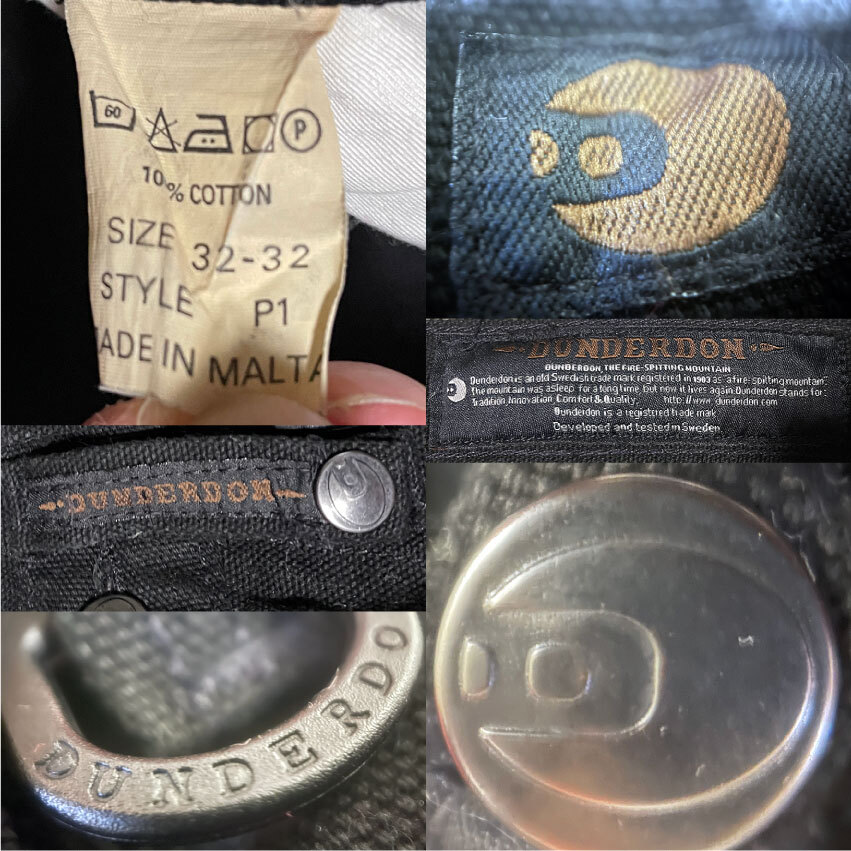 60
P
10% COTTON
SIZE 32-32
STYLE P1
ADE IN MALTA
DUNDERDON
DUNDERDON, THE FIRE-SPITTING MOUNTAIN
Dunderdon is an old Swedish trade mark registered in 1903 as "a fire-spitting mountain".
The mountain was asleep for a long time, but now it lives again. Dunderdon stands for:
Tradition, Innovation, Comfort & Quality. http://www.dunderdon.com
Dunderdon is a registered trade mark
Developed and tested in Sweden
DUNDERDON
DUNDERDO